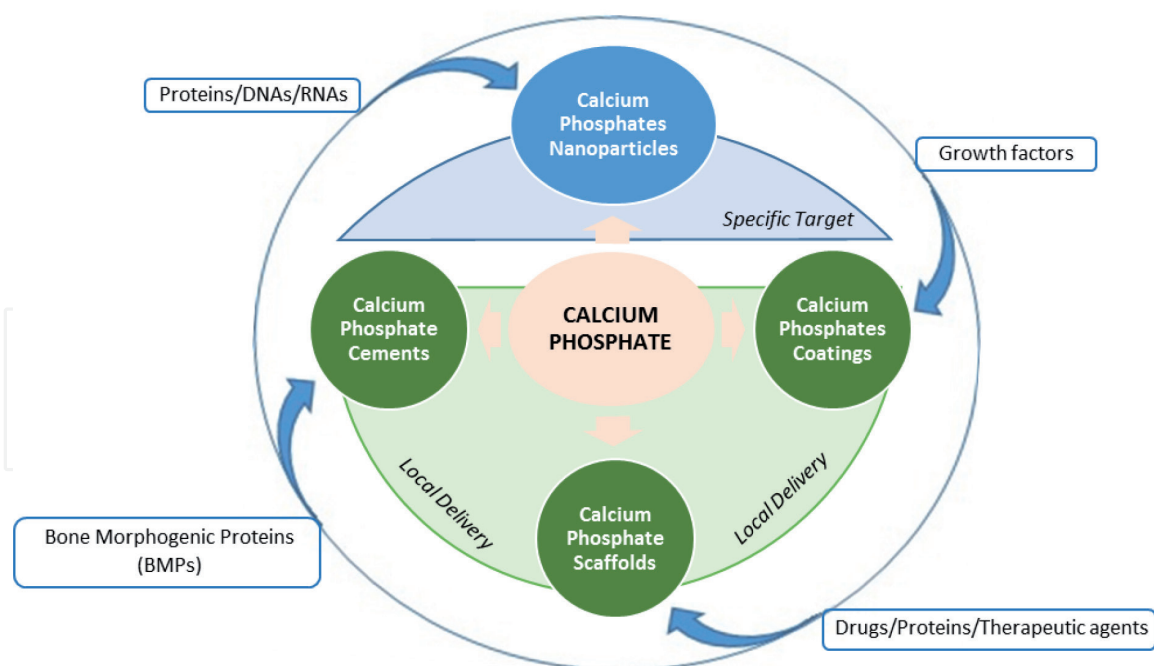 Calcium
Phosphates
Nanoparticles
Proteins/DNAs/RNAs
Growth factors
Specific Target
Calcium
Phosphate
Cements
CALCIUM
PHOSPHATE
Calcium
Phosphates
Coatings
Local Delivery
Local Delivery
Calcium
Phosphate
Scaffolds
Bone Morphogenic Proteins
(BMPs)
Drugs/Proteins/Therapeutic agents